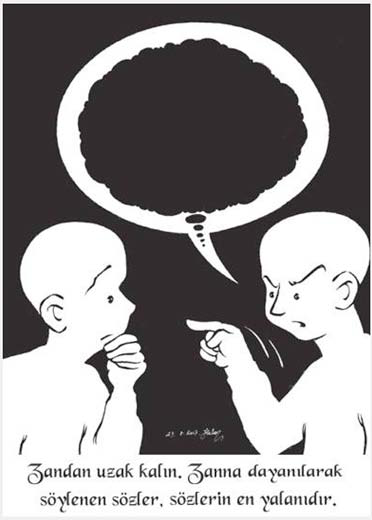 Zandan uzak kalın. Zanna dayanılarak
söylenen sözler, sözlerin en yalanıdır.